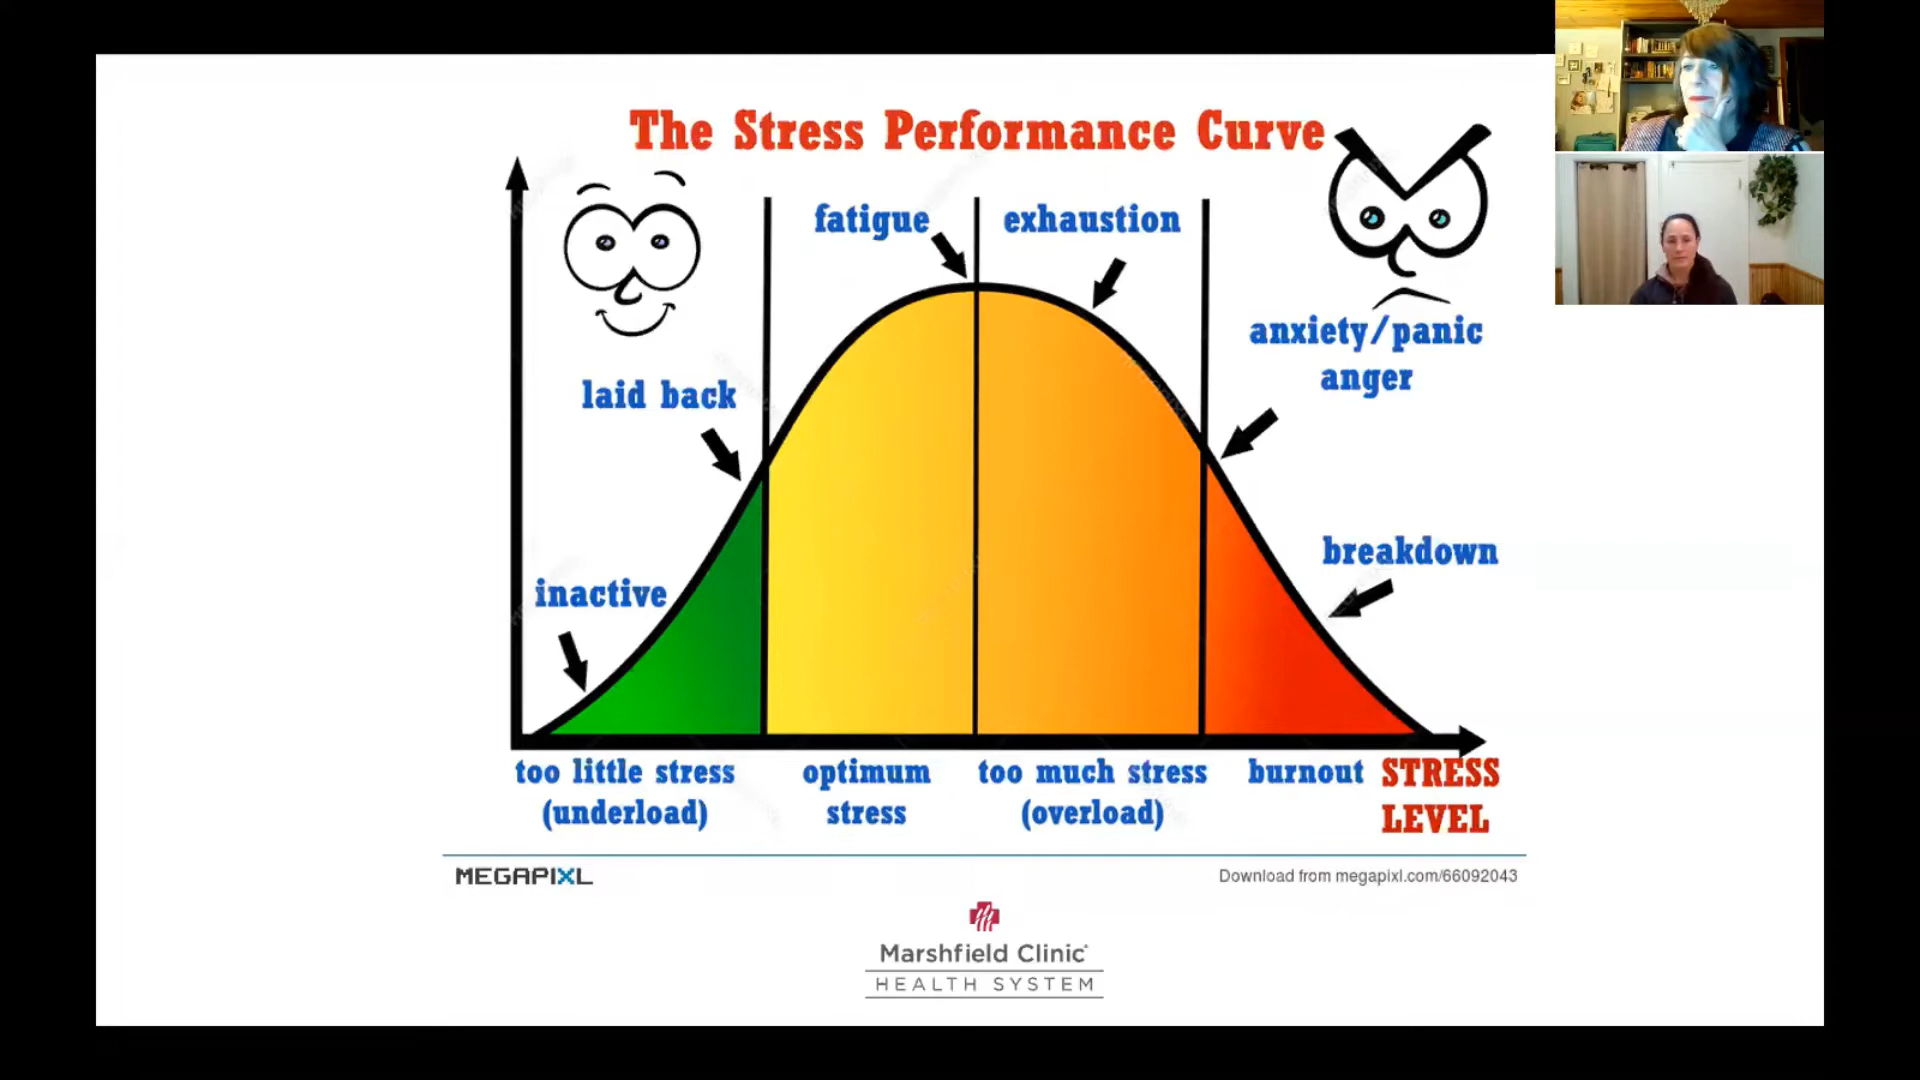 The Stress Performance Curve
fatigue
exhaustion
anxiety/panic
anger
laid back
breakdown
inactive
too little stress
(underload)
optimum
stress
too much stress
(overload)
burnout
STRESS
LEVEL
MEGAPIXL
Download from megapixl.com/66092043
Marshfield Clinic
HEALTH SYSTEM